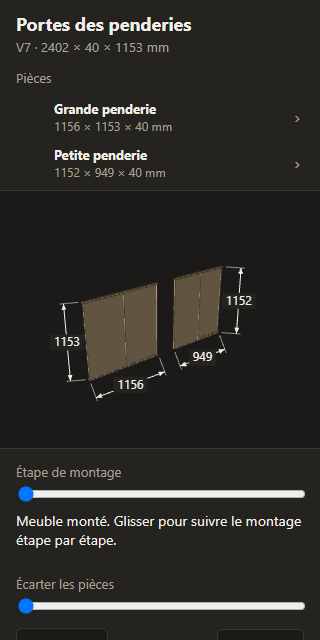 Portes des penderies
V7 · 2402 × 40 × 1153 mm
Pièces
Grande penderie
1156 × 1153 × 40 mm
›
Petite penderie
1152 × 949 × 40 mm
›
1152
1153
949
1156
Étape de montage
Meuble monté. Glisser pour suivre le montage
étape par étape.
Écarter les pièces